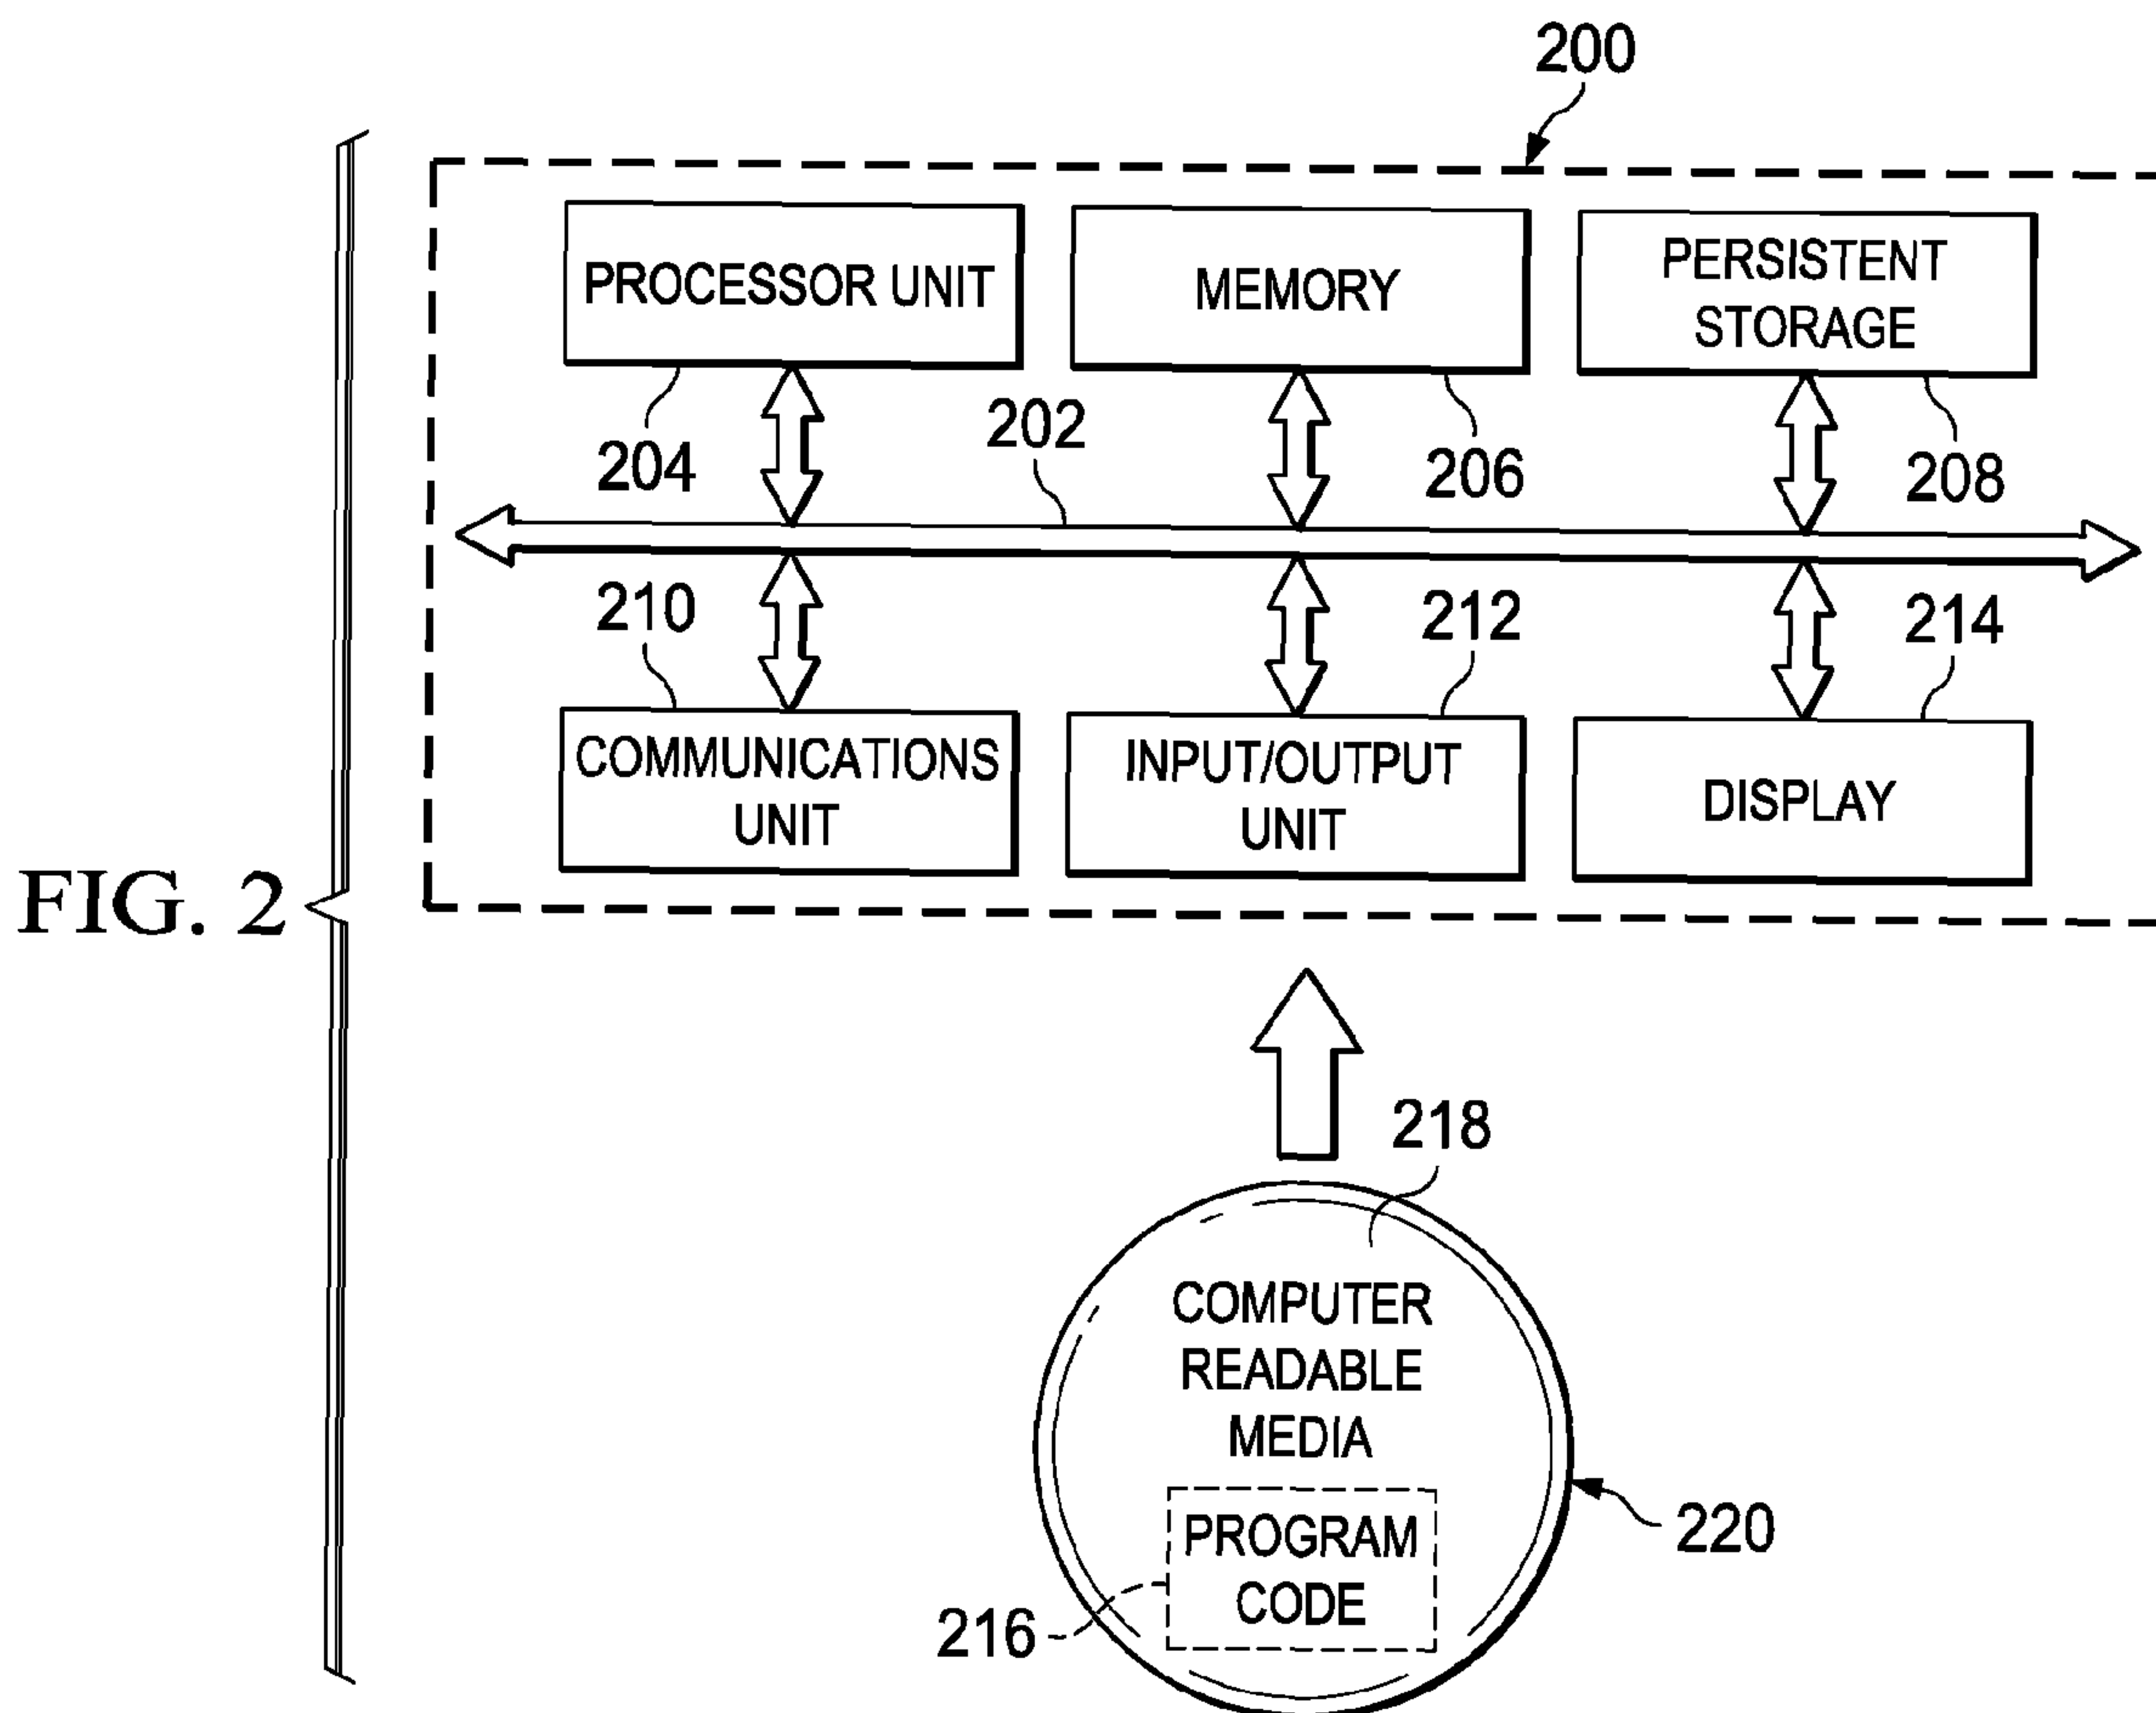 200
PROCESSOR UNIT
MEMORY
PERSISTENT
STORAGE
204
202
206
208
210
212
214
COMMUNICATIONS
UNIT
INPUT/OUTPUT
UNIT
DISPLAY
FIG. 2
218
COMPUTER
READABLE
MEDIA
PROGRAM
CODE
220
216